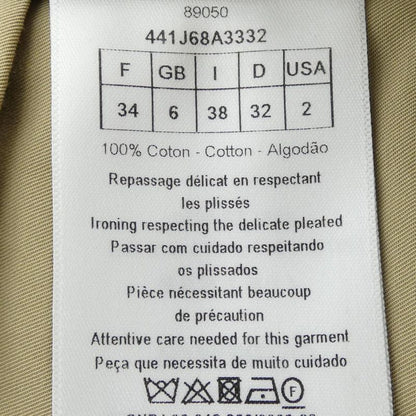 89050
441J68A3332
F GB I D USA
34 6 38 32 2
100% Coton - Cotton - Algodão
Repassage délicat en respectant
les plissés
Ironing respecting the delicate pleated
Passar com cuidado respeitando
os plissados
Pièce nécessitant beaucoup
de précaution
Attentive care needed for this garment
Peça que necessita de muito cuidado
F